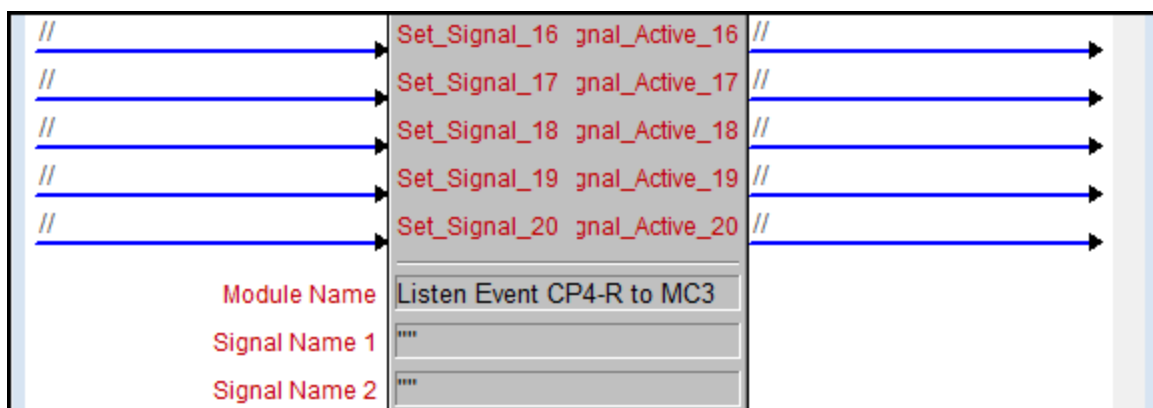 // Set_Signal_16 gnal_Active_16 //
// Set_Signal_17 gnal_Active_17 //
// Set_Signal_18 gnal_Active_18 //
// Set_Signal_19 gnal_Active_19 //
// Set_Signal_20 gnal_Active_20 //
Module Name Listen Event CP4-R to MC3
Signal Name 1 ""
Signal Name 2 ""